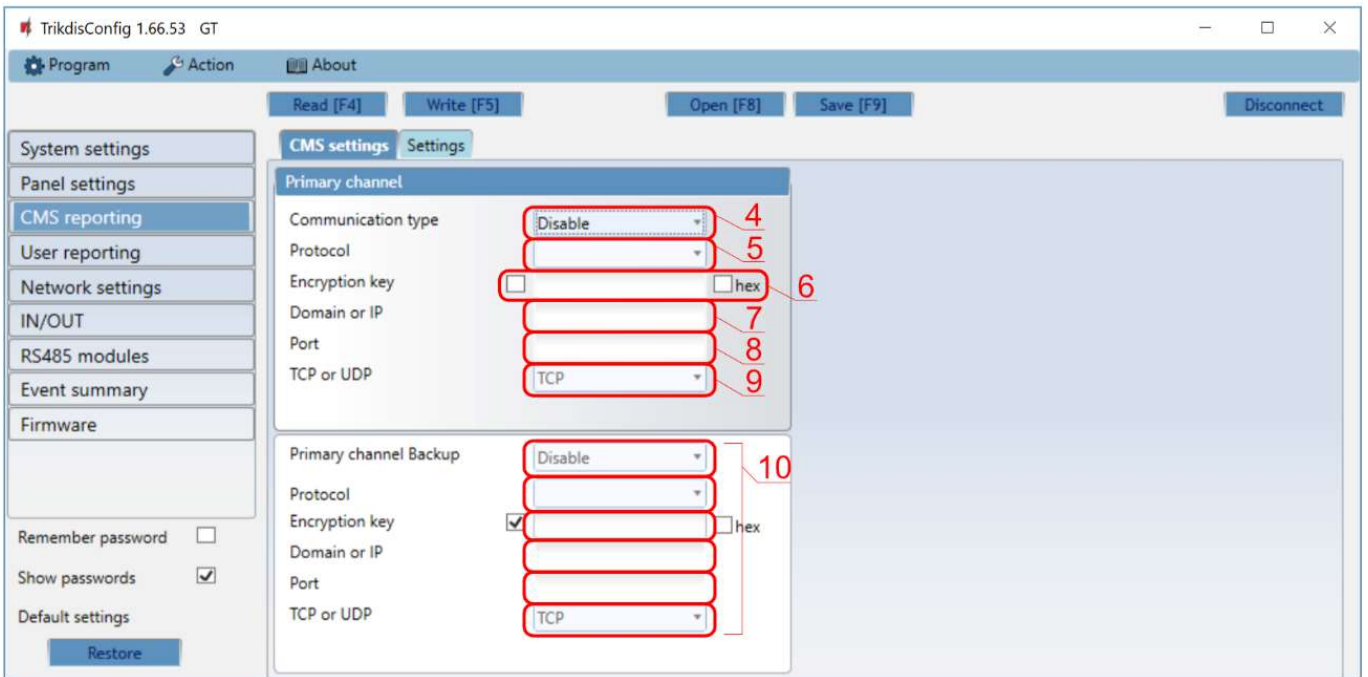 TrikdisConfig 1.66.53 GT
Program Action About
Read [F4] Write [F5] Open [F8] Save [F9] Disconnect
System settings
Panel settings
CMS reporting
User reporting
Network settings
IN/OUT
RS485 modules
Event summary
Firmware
Remember password
Show passwords
Default settings
Restore
CMS settings Settings
Primary channel
Communication type Disable 4
Protocol 5
Encryption key hex 6
Domain or IP 7
Port 8
TCP or UDP TCP 9
Primary channel Backup Disable 10
Protocol
Encryption key hex
Domain or IP
Port
TCP or UDP TCP